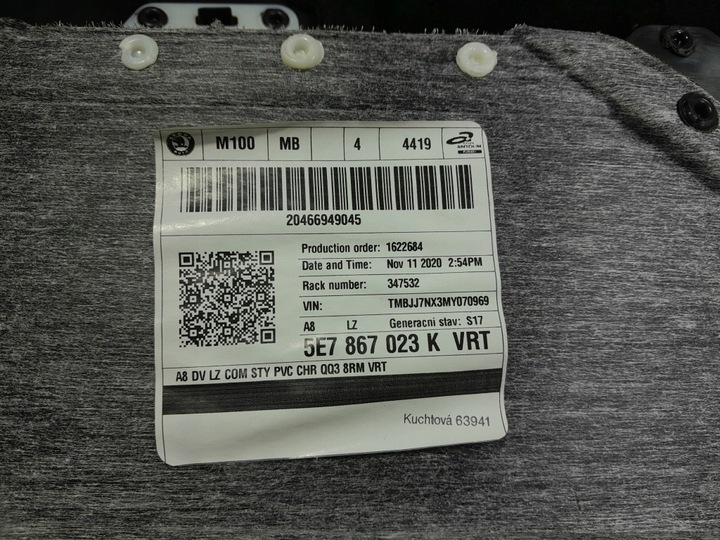 M100 MB 4 4419
20466949045
Production order: 1622684
Date and Time: Nov 11 2020 2:54PM
Rack number: 347532
VIN: TMBJJ7NX3MY070969
A8 LZ Generacni stav: S17
5E7 867 023 K VRT
A8 DV LZ COM STY PVC CHR QQ3 8RM VRT
Kuchtová 63941